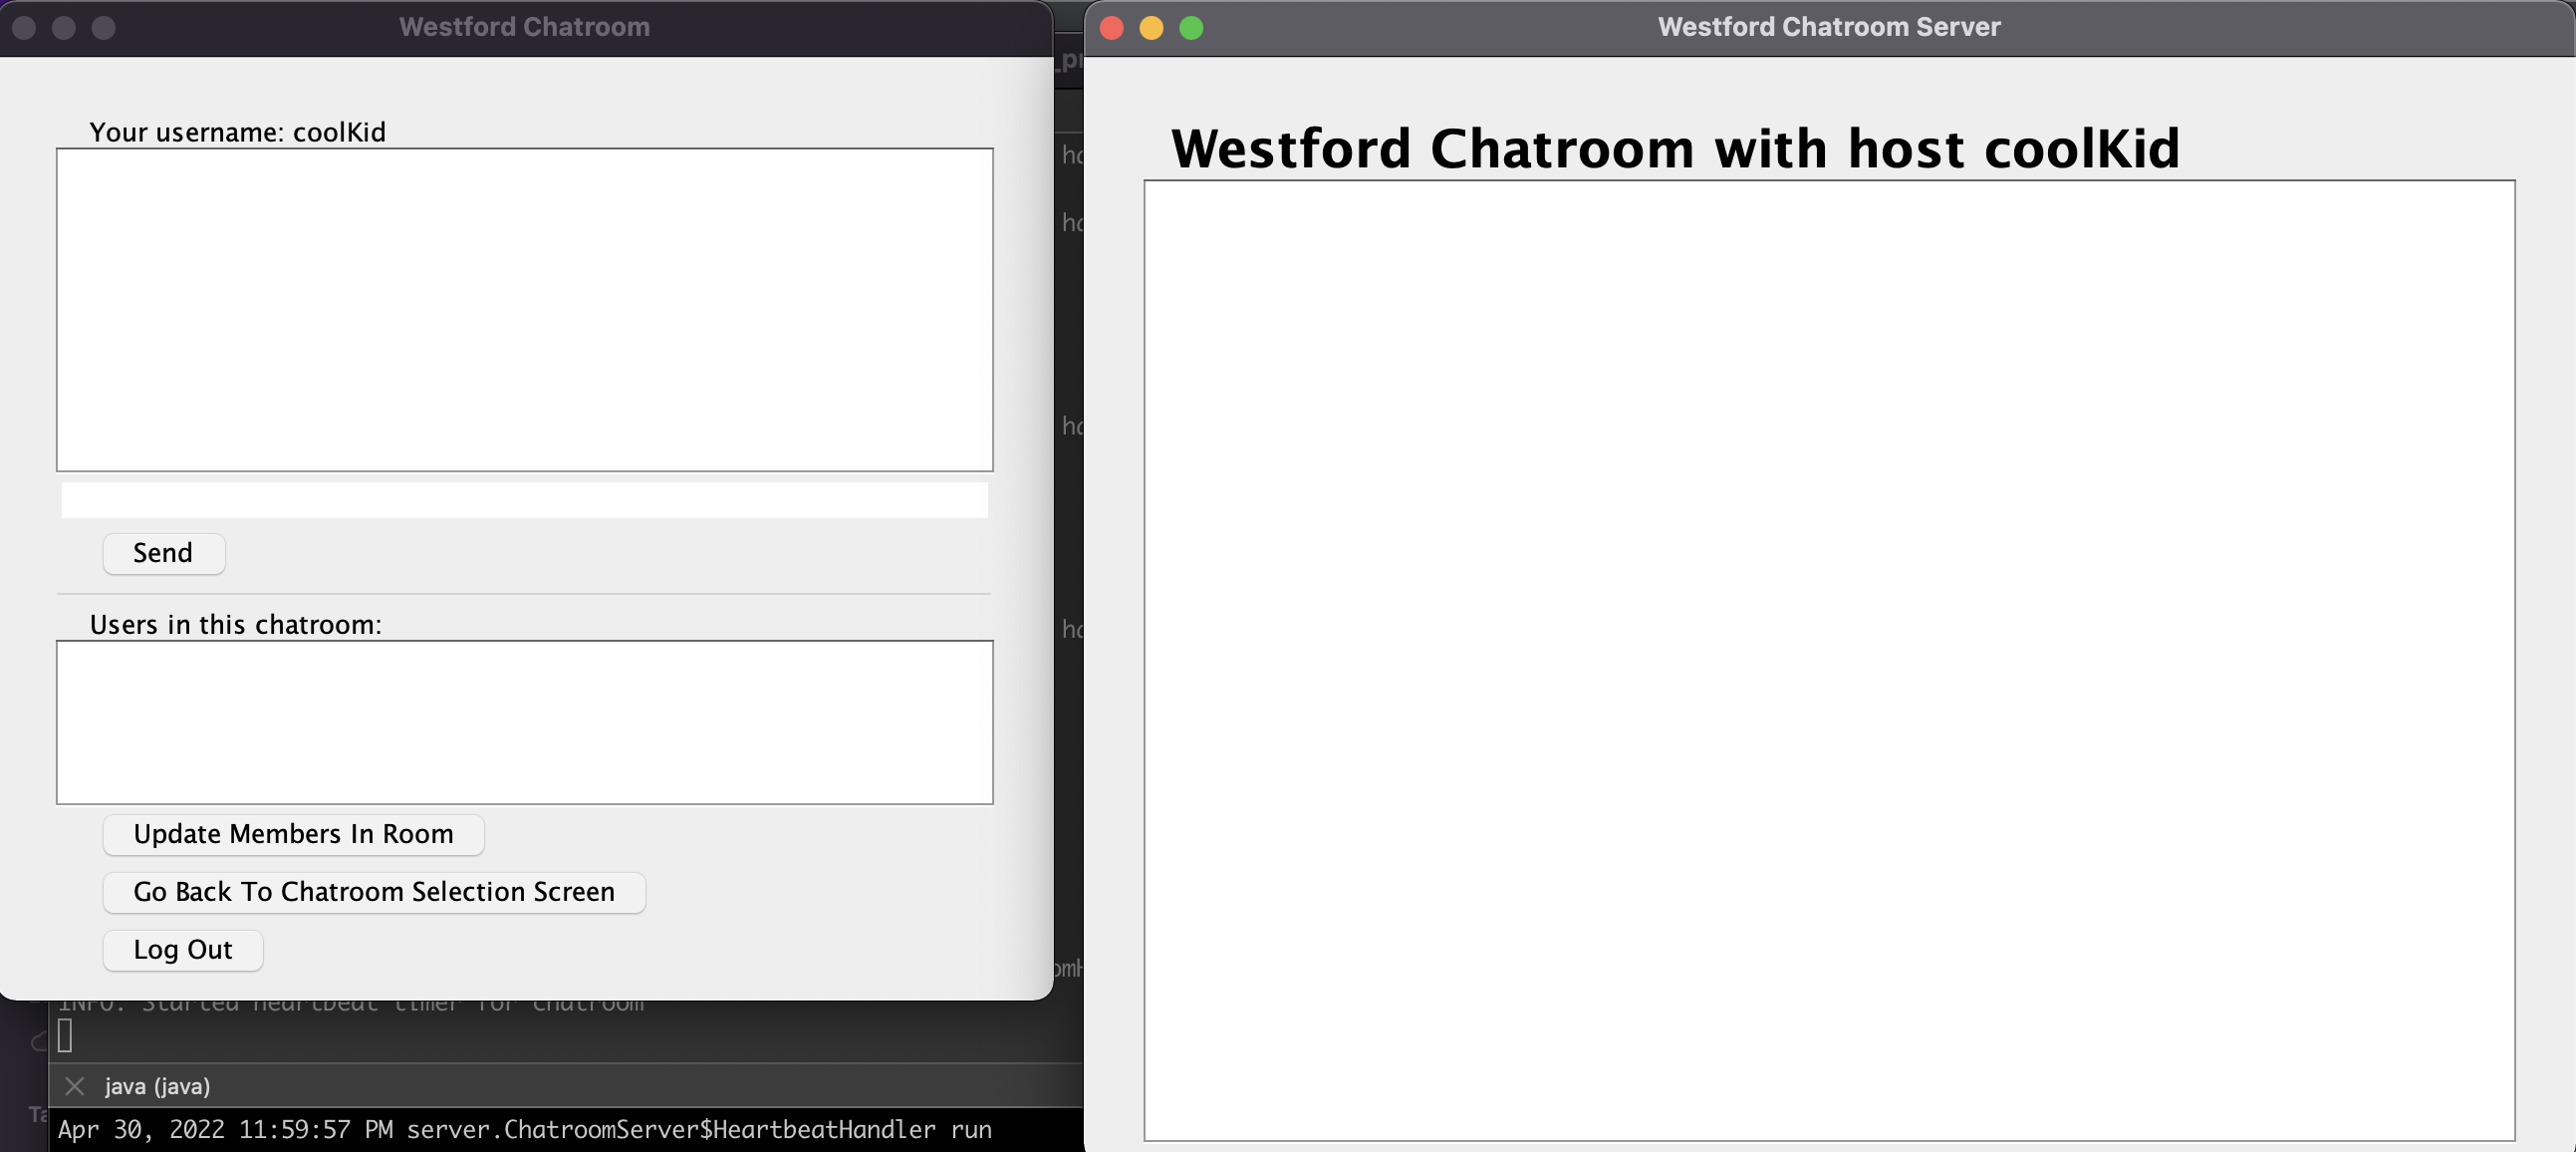 Westford Chatroom
Your username: coolKid
Send
Users in this chatroom:
Update Members In Room
Go Back To Chatroom Selection Screen
Log Out
Westford Chatroom Server
Westford Chatroom with host coolKid
INFO: Started heartbeat timer for chatroom
java (java)
Apr 30, 2022 11:59:57 PM server.ChatroomServer$HeartbeatHandler run